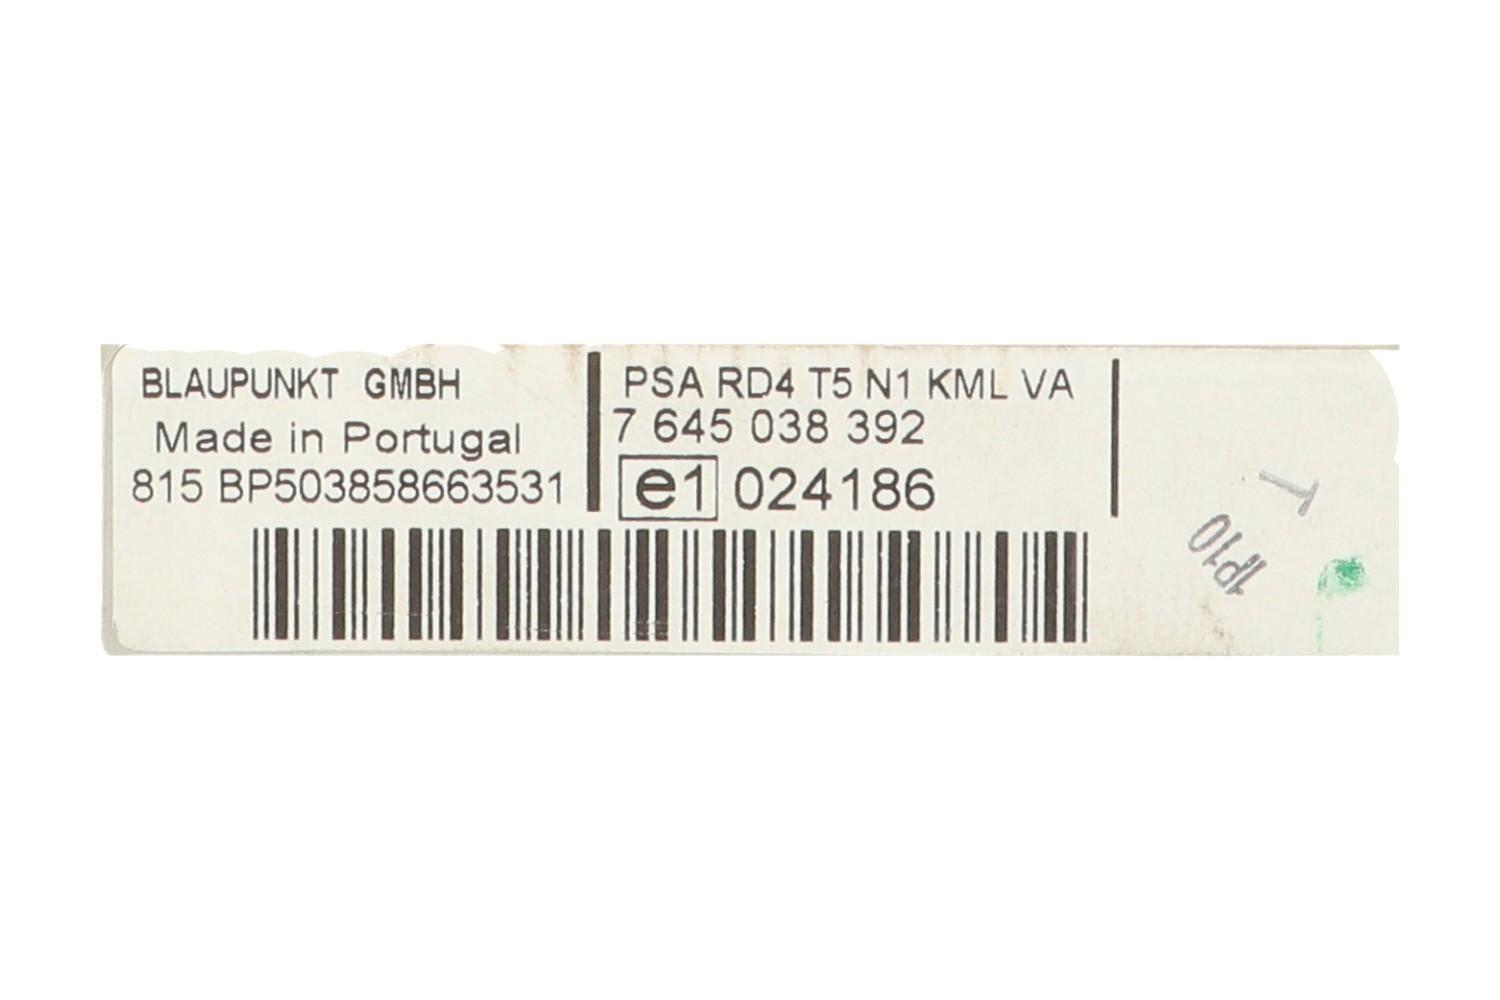 BLAUPUNKT GMBH
Made in Portugal
815 BP503858663531
PSA RD4 T5 N1 KML VA
7 645 038 392
e1 024186
T
1P10